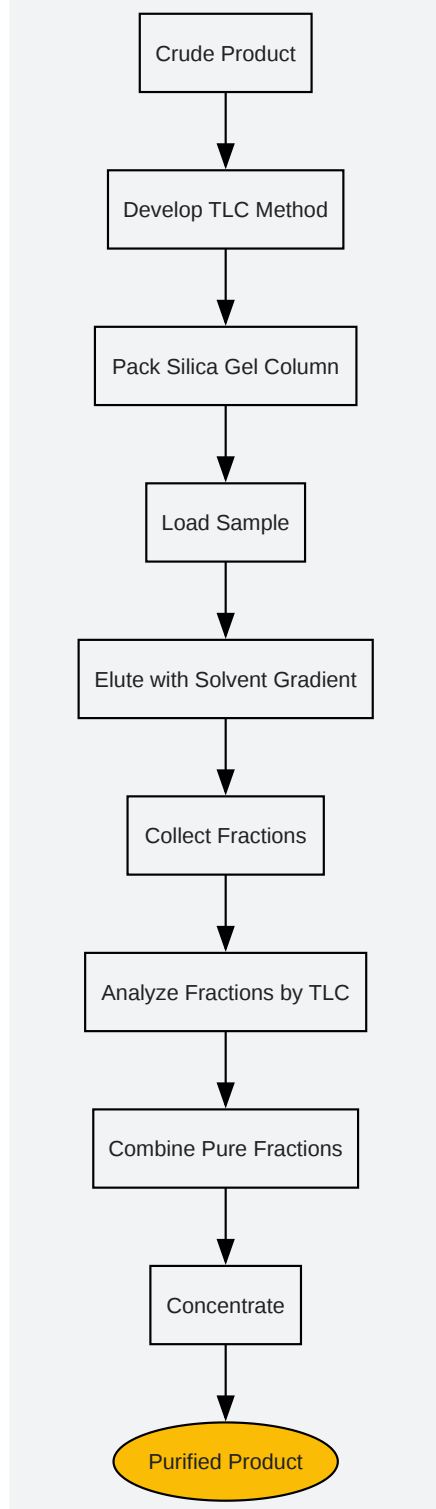 Crude Product
Develop TLC Method
Pack Silica Gel Column
Load Sample
Elute with Solvent Gradient
Collect Fractions
Analyze Fractions by TLC
Combine Pure Fractions
Concentrate
Purified Product